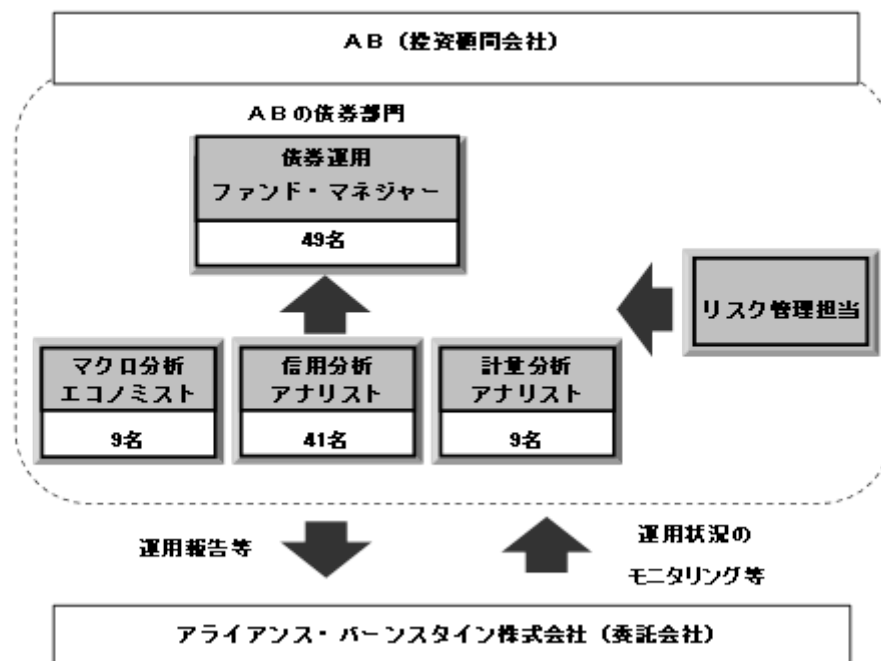 AB(投資顧問会社)
ABの債券部門
債券運用
ファンド・マネジャー
49名
リスク管理担当
マクロ分析
エコノミスト
9名
信用分析
アナリスト
41名
計量分析
アナリスト
9名
運用報告等
運用状況の
モニタリング等
アライアンス・バーンスタイン株式会社(委託会社)